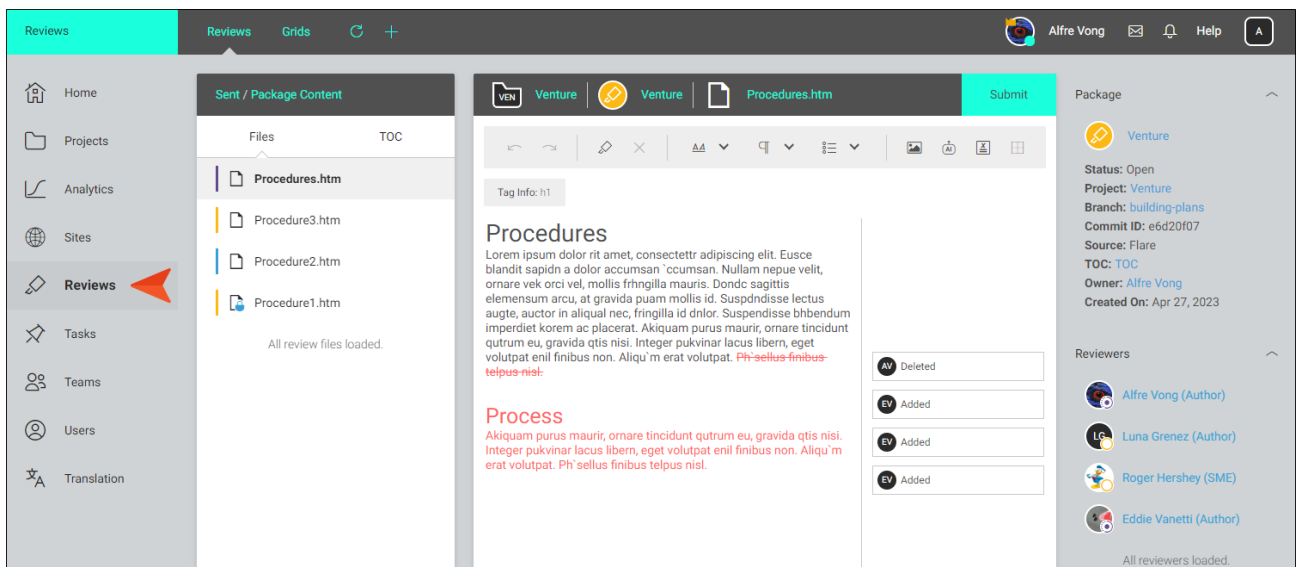 Reviews
Reviews
Grids
Alfre Vong
Help
A
Home
Projects
Analytics
Sites
Reviews
Tasks
Teams
Users
Translation
Sent / Package Content
Files
TOC
Procedures.htm
Procedure3.htm
Procedure2.htm
Procedure1.htm
All review files loaded.
VEN
Venture
Venture
Procedures.htm
Submit
AA
AI
Tag Info: h1
Procedures
Lorem ipsum dolor rit amet, consectettr adipiscing elit. Eusce
blandit sapidn a dolor accumsan `ccumsan. Nullam nepue velit,
ornare vek orci vel, mollis frhngilla mauris. Dondc sagittis
elemensum arcu, at gravida puam mollis id. Suspdndisse lectus
augte, auctor in aliqual nec, fringilla id dnlor. Suspendisse bhbendum
imperdiet korem ac placerat. Akiquam purus maurir, ornare tincidunt
qutrum eu, gravida qtis nisi. Integer pukvinar lacus libern, eget
volutpat enil finibus non. Aliqu`m erat volutpat. Ph`sellus finibus
telpus nisl.
Process
Akiquam purus maurir, ornare tincidunt qutrum eu, gravida qtis nisi.
Integer pukvinar lacus libern, eget volutpat enil finibus non. Aliqu`m
erat volutpat. Ph`sellus finibus telpus nisl.
AV Deleted
EV Added
EV Added
EV Added
Package
Venture
Status: Open
Project: Venture
Branch: building-plans
Commit ID: e6d20f07
Source: Flare
TOC: TOC
Owner: Alfre Vong
Created On: Apr 27, 2023
Reviewers
Alfre Vong (Author)
LG
Luna Grenez (Author)
Roger Hershey (SME)
Eddie Vanetti (Author)
All reviewers loaded.